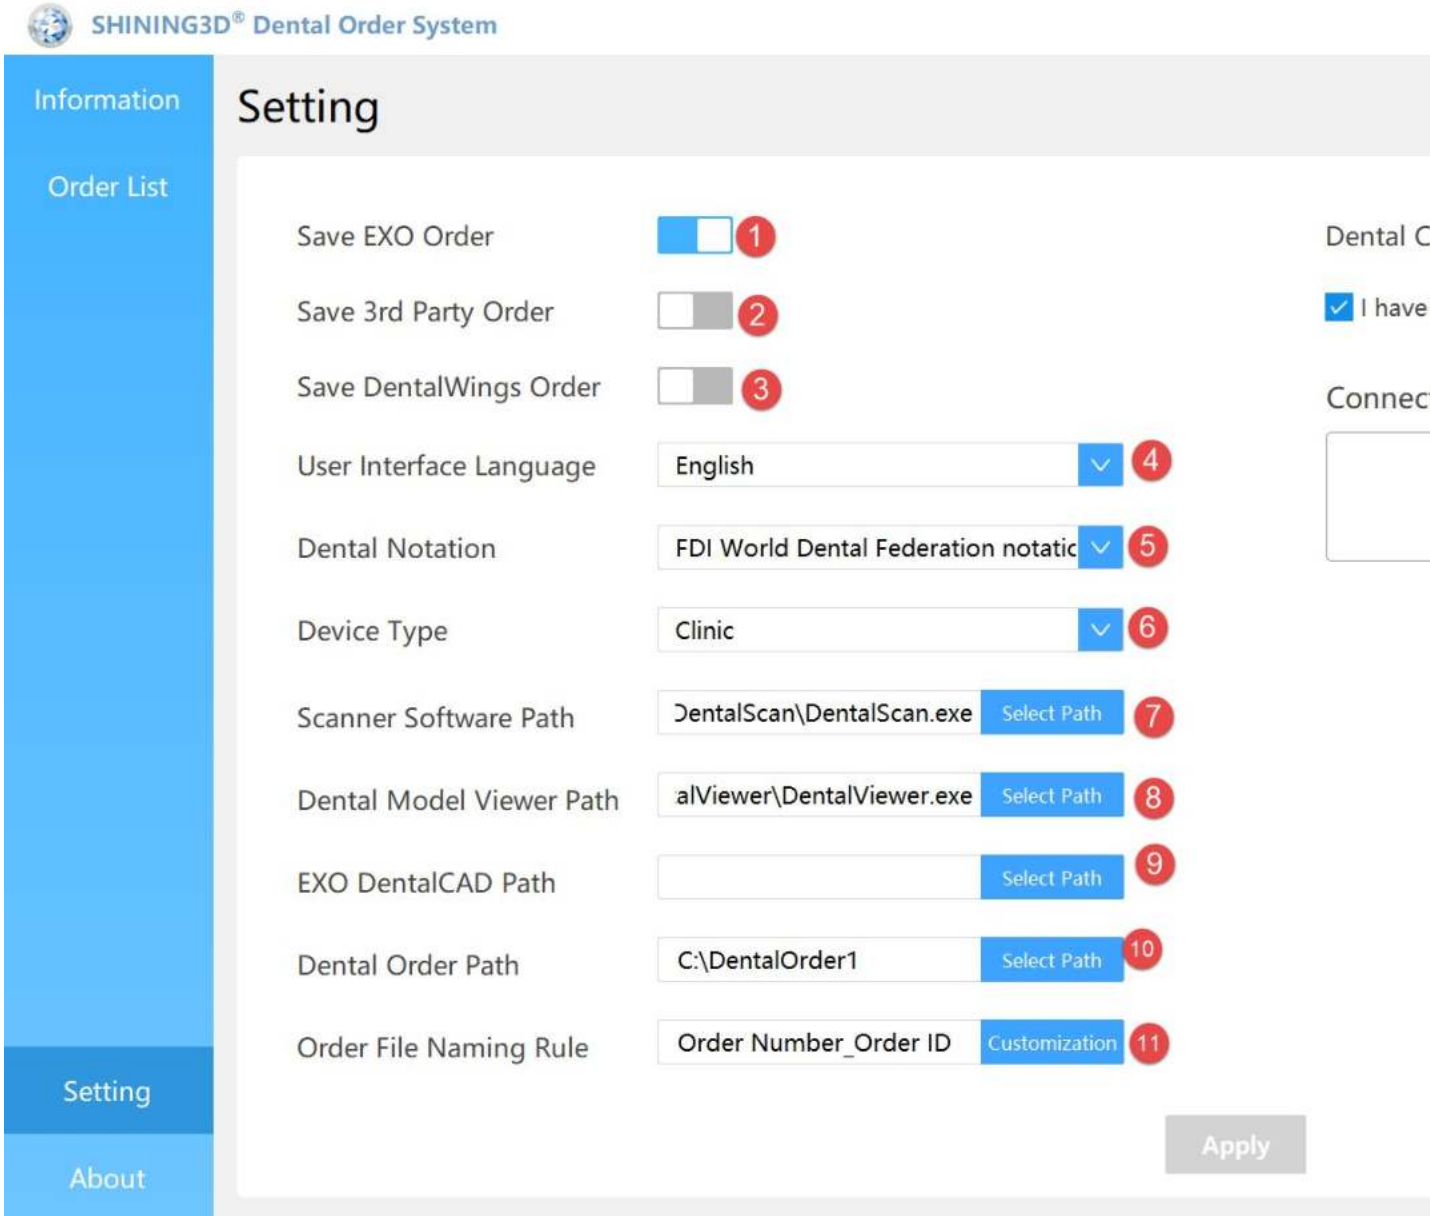 SHINING3D® Dental Order System
Information
Order List
Setting
About
Setting
Save EXO Order 1
Save 3rd Party Order 2
Save DentalWings Order 3
User Interface Language English 4
Dental Notation FDI World Dental Federation notatic 5
Device Type Clinic 6
Scanner Software Path DentalScan\DentalScan.exe Select Path 7
Dental Model Viewer Path alViewer\DentalViewer.exe Select Path 8
EXO DentalCAD Path Select Path 9
Dental Order Path C:\DentalOrder1 Select Path 10
Order File Naming Rule Order Number_Order ID Customization 11
Apply
Dental C
I have
Connect